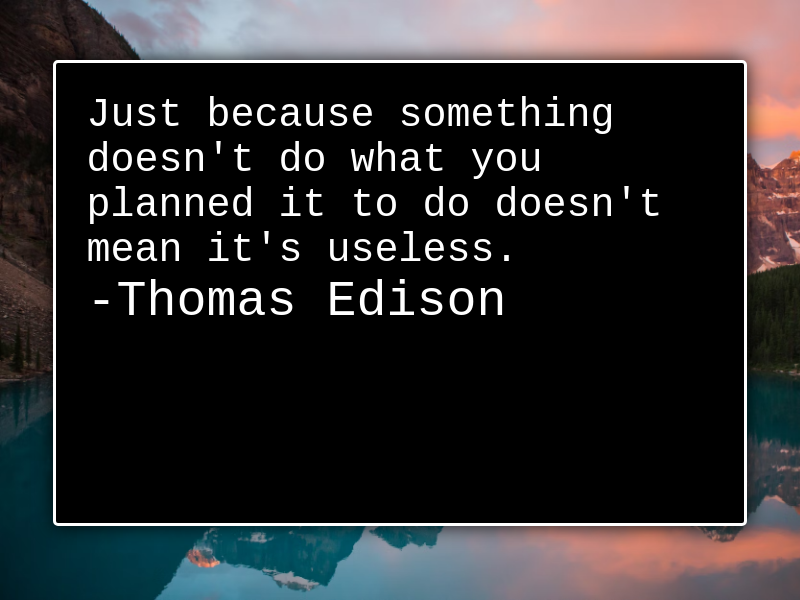 Just because something
doesn't do what you
planned it to do doesn't
mean it's useless.
-Thomas Edison